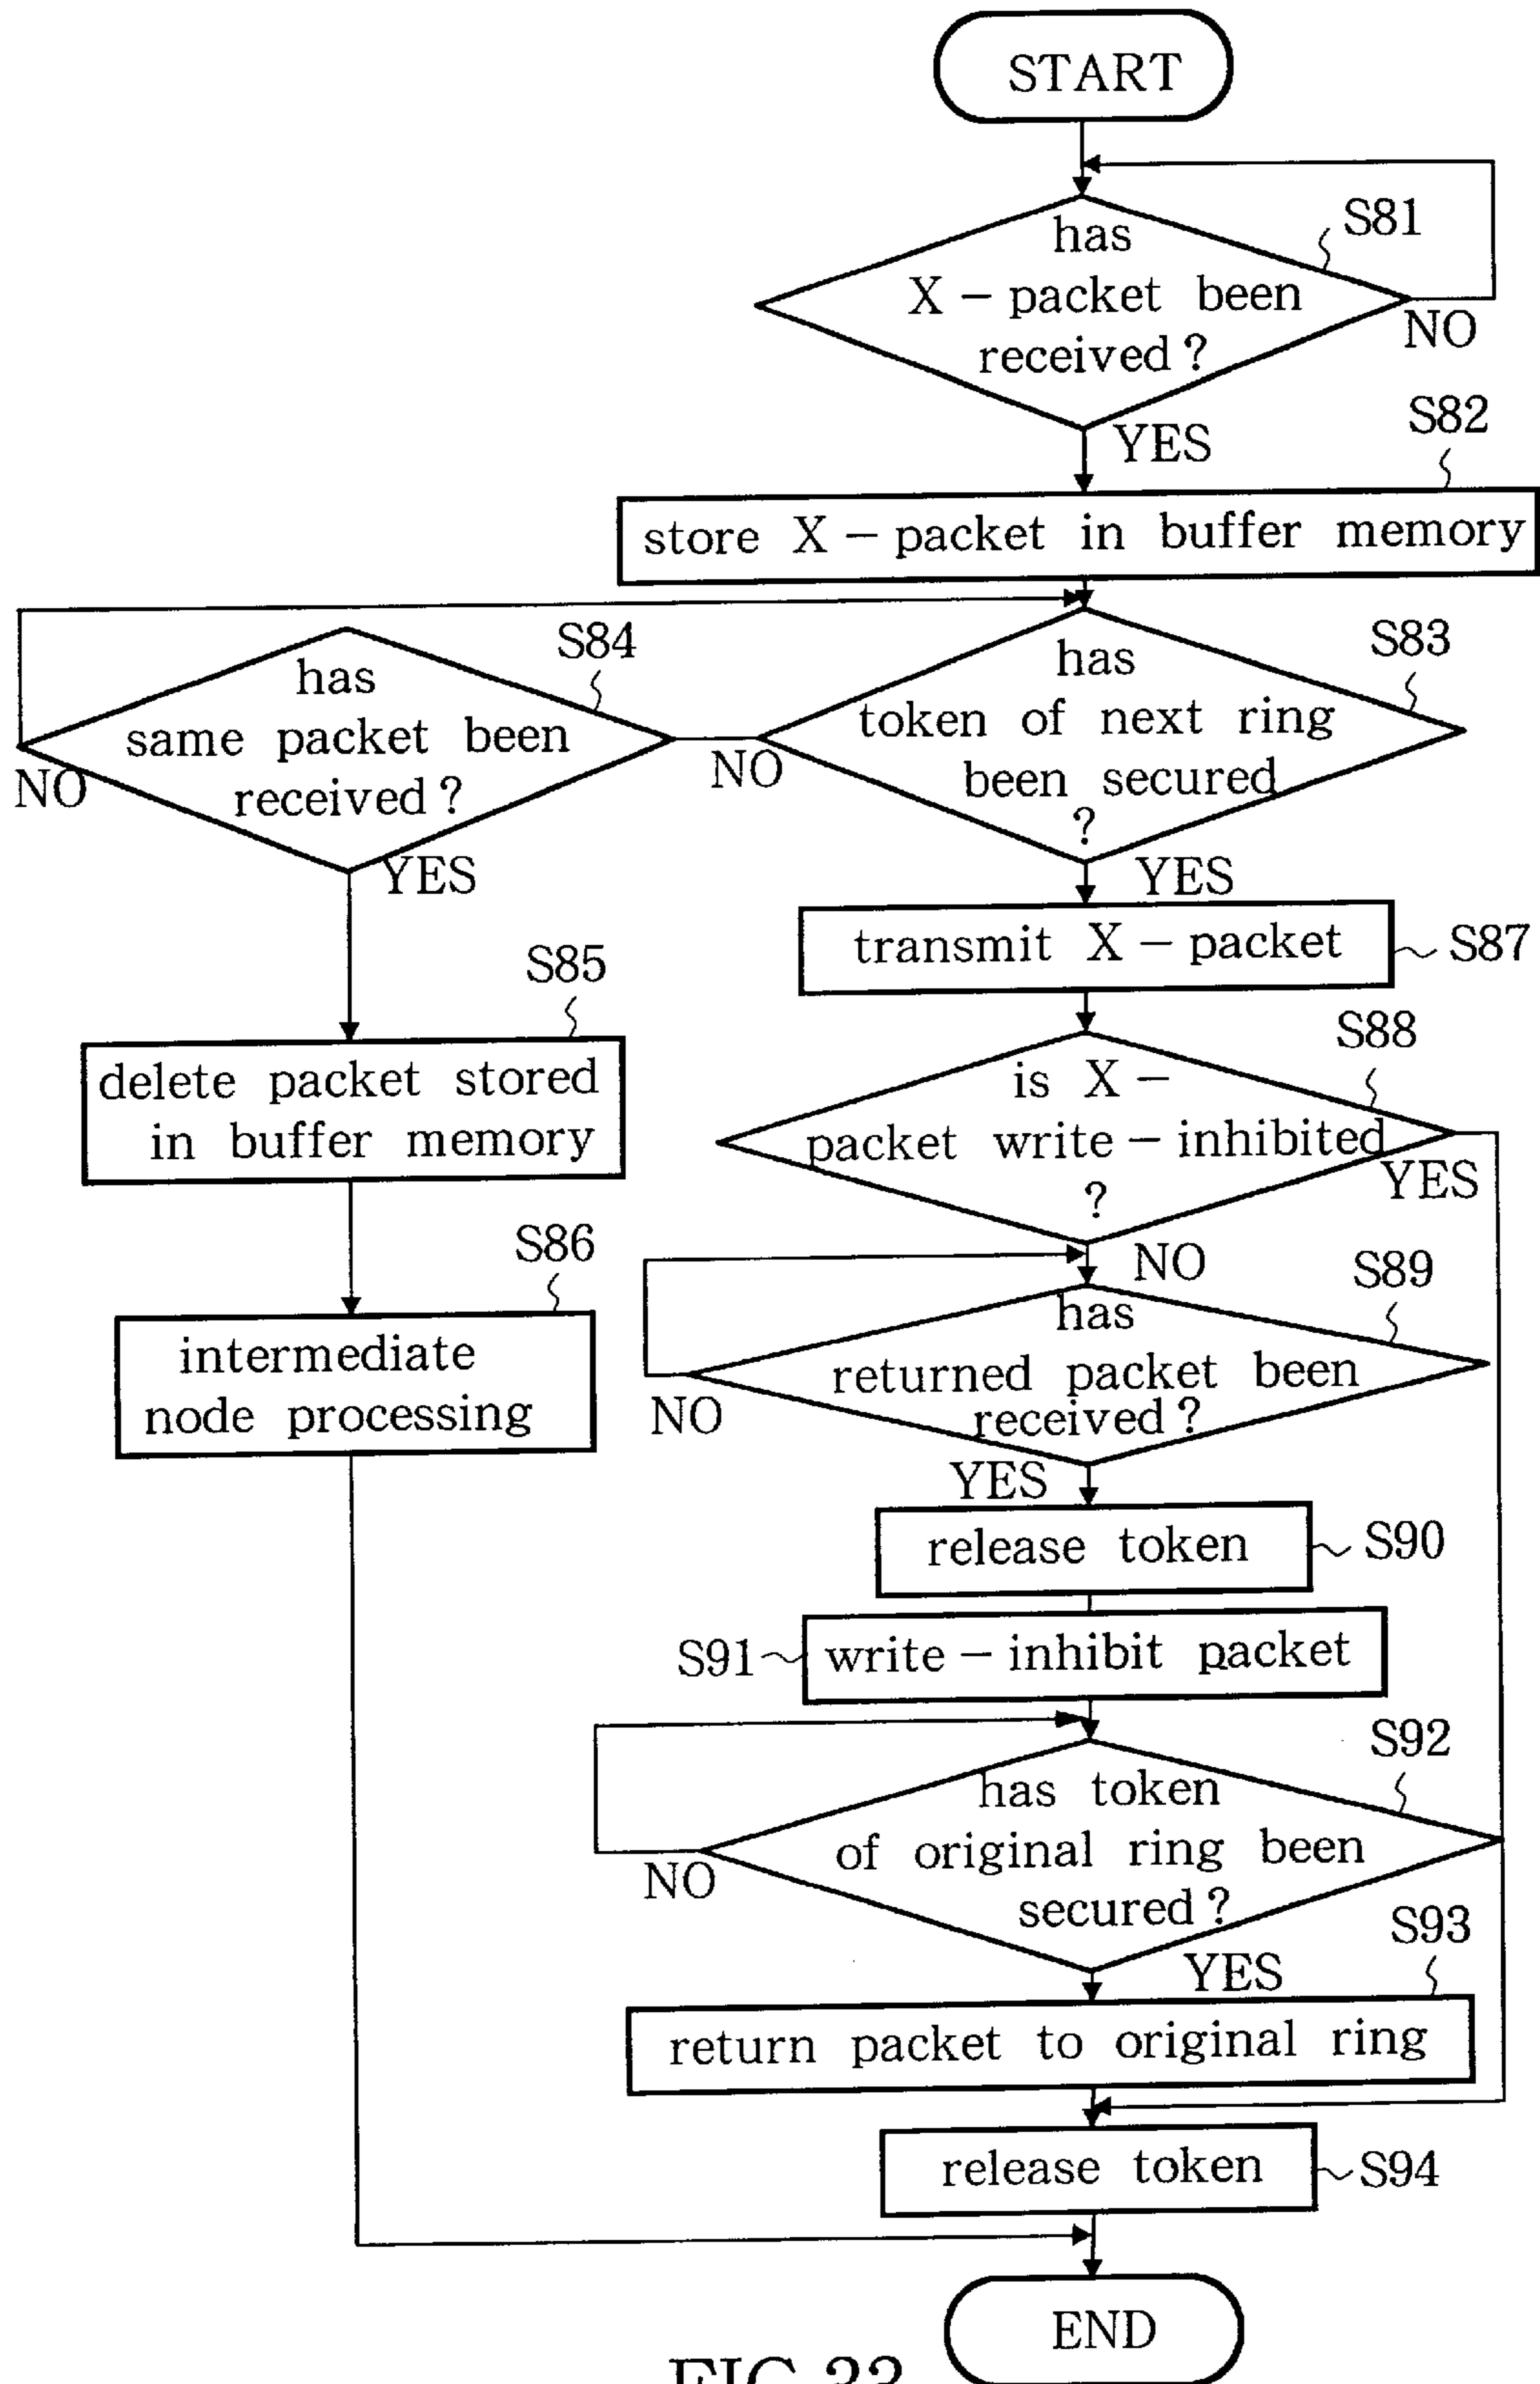 START
has
X - packet been
received ?
S81
NO
YES
S82
store X - packet in buffer memory
has
token of next ring
been secured
?
S83
NO
YES
has
same packet been
received ?
S84
NO
YES
transmit X - packet
S87
S85
delete packet stored
in buffer memory
is X -
packet write - inhibited
?
S88
YES
NO
S86
intermediate
node processing
has
returned packet been
received ?
S89
NO
YES
release token
S90
S91
write - inhibit packet
has token
of original ring been
secured ?
S92
NO
YES
S93
return packet to original ring
release token
S94
END